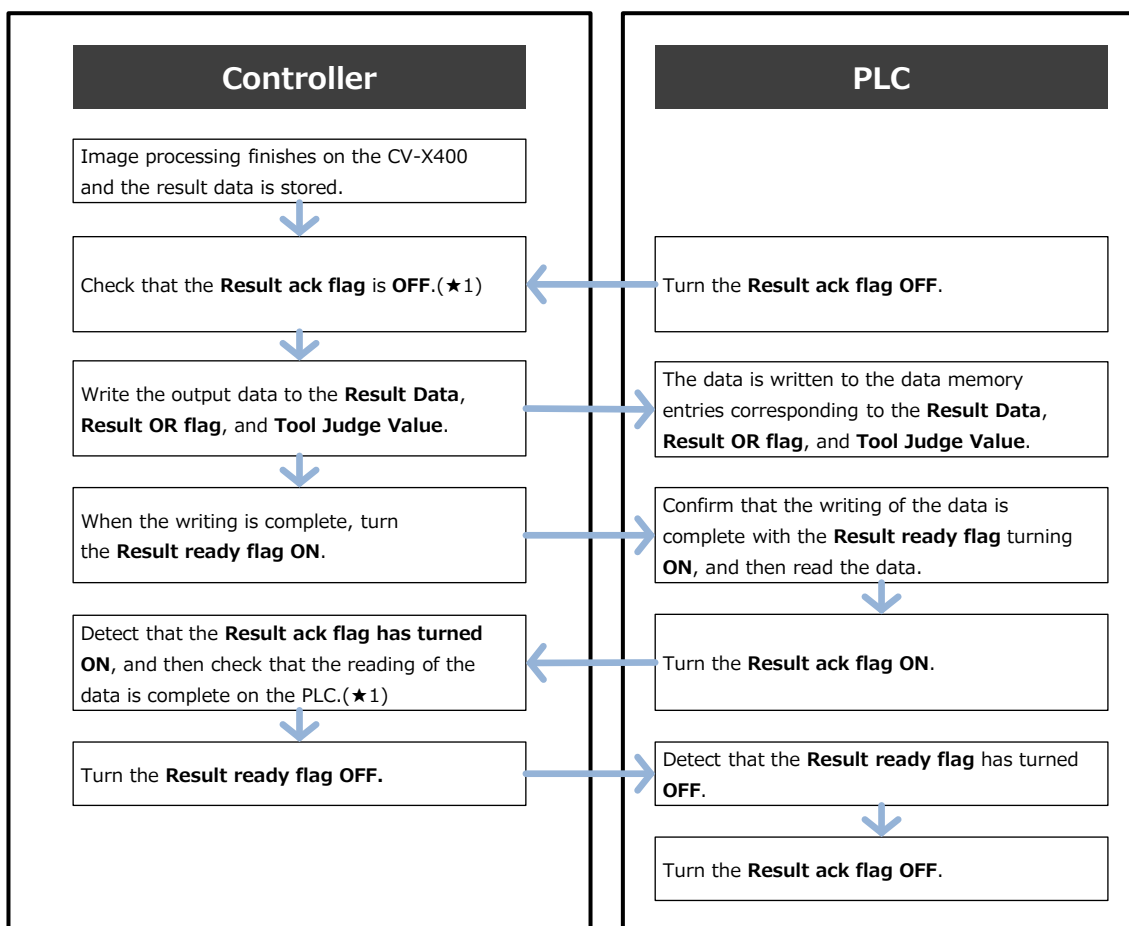 Controller
PLC
Image processing finishes on the CV-X400
and the result data is stored.
Check that the Result ack flag is OFF.(★1)
Turn the Result ack flag OFF.
Write the output data to the Result Data,
Result OR flag, and Tool Judge Value.
The data is written to the data memory
entries corresponding to the Result Data,
Result OR flag, and Tool Judge Value.
When the writing is complete, turn
the Result ready flag ON.
Confirm that the writing of the data is
complete with the Result ready flag turning
ON, and then read the data.
Detect that the Result ack flag has turned
ON, and then check that the reading of the
data is complete on the PLC.(★1)
Turn the Result ack flag ON.
Turn the Result ready flag OFF.
Detect that the Result ready flag has turned
OFF.
Turn the Result ack flag OFF.